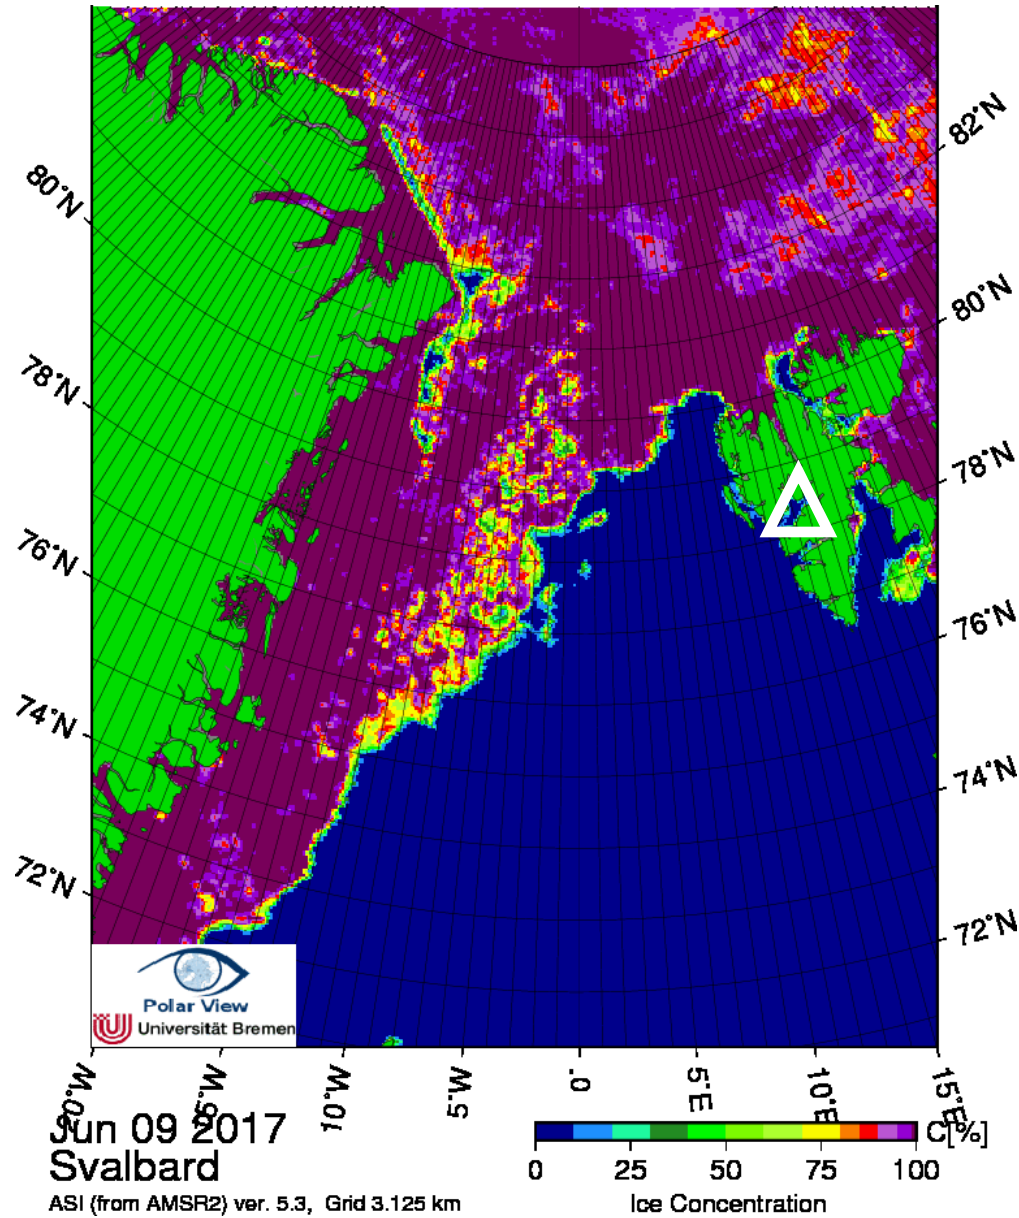 82°N
80°N
80°N
78°N
78°N
76°N
76°N
74°N
74°N
72°N
72°N
Polar View
Universität Bremen
20°W
15°W
10°W
5°W
.0
5°E
10°E
15°E
Jun 09 2017
Svalbard
ASI (from AMSR2) ver. 5.3, Grid 3.125 km
C[%]
0 25 50 75 100
Ice Concentration